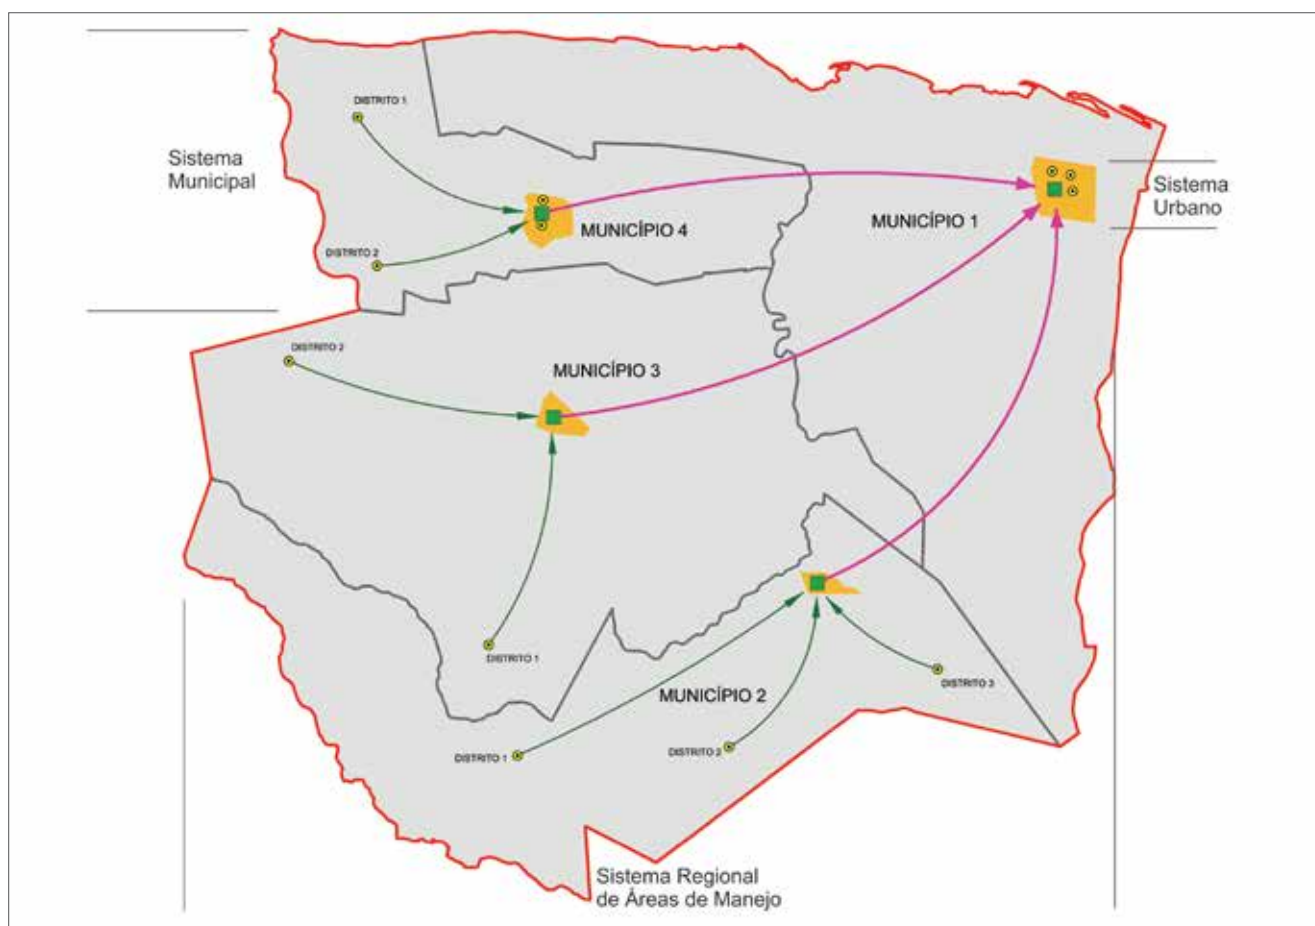 DISTRITO 1
Sistema
Municipal
Sistema
Urbano
MUNICÍPIO 1
MUNICÍPIO 4
DISTRITO 2
DISTRITO 2
MUNICÍPIO 3
DISTRITO 1
DISTRITO 3
MUNICÍPIO 2
DISTRITO 2
DISTRITO 1
Sistema Regional
de Áreas de Manejo